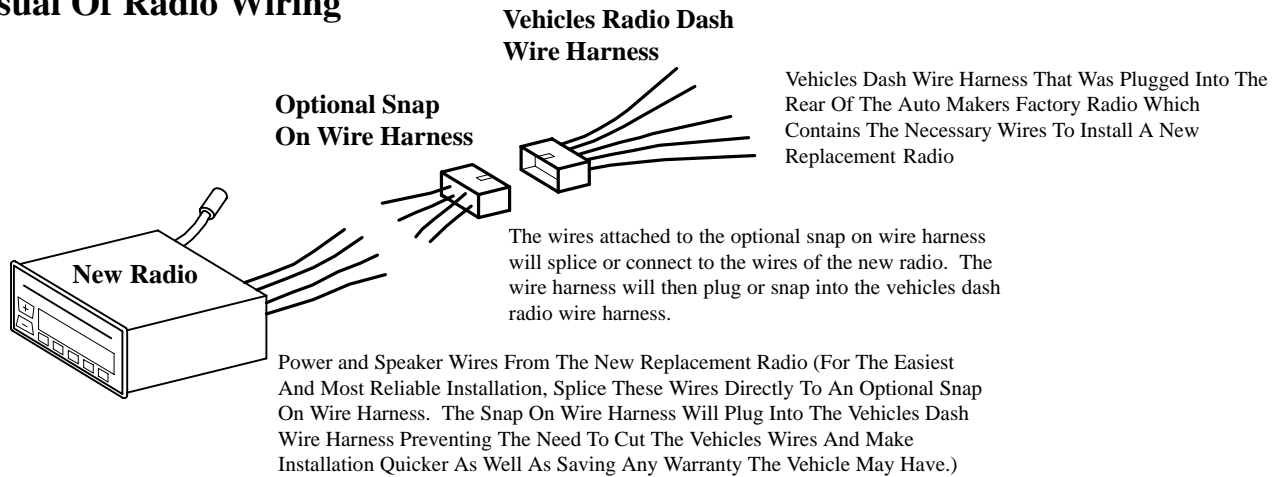 sual Of Radio Wiring
Vehicles Radio Dash
Wire Harness
Vehicles Dash Wire Harness That Was Plugged Into The
Rear Of The Auto Makers Factory Radio Which
Contains The Necessary Wires To Install A New
Replacement Radio
Optional Snap
On Wire Harness
The wires attached to the optional snap on wire harness
will splice or connect to the wires of the new radio.  The
wire harness will then plug or snap into the vehicles dash
radio wire harness.
New Radio
+
−
Power and Speaker Wires From The New Replacement Radio (For The Easiest
And Most Reliable Installation, Splice These Wires Directly To An Optional Snap
On Wire Harness.  The Snap On Wire Harness Will Plug Into The Vehicles Dash
Wire Harness Preventing The Need To Cut The Vehicles Wires And Make
Installation Quicker As Well As Saving Any Warranty The Vehicle May Have.)